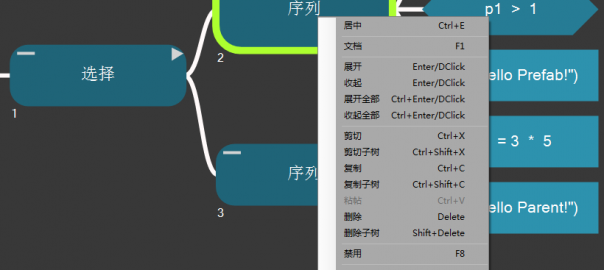 序列
p1 > 1
2
选择
1
居中 Ctrl+E
文档 F1
展开 Enter/DClick
收起 Enter/DClick
展开全部 Ctrl+Enter/DClick
收起全部 Ctrl+Enter/DClick
剪切 Ctrl+X
剪切子树 Ctrl+Shift+X
复制 Ctrl+C
复制子树 Ctrl+Shift+C
粘帖 Ctrl+V
删除 Delete
删除子树 Shift+Delete
禁用 F8
ello Prefab!")
= 3 * 5
序列
3
ello Parent!")